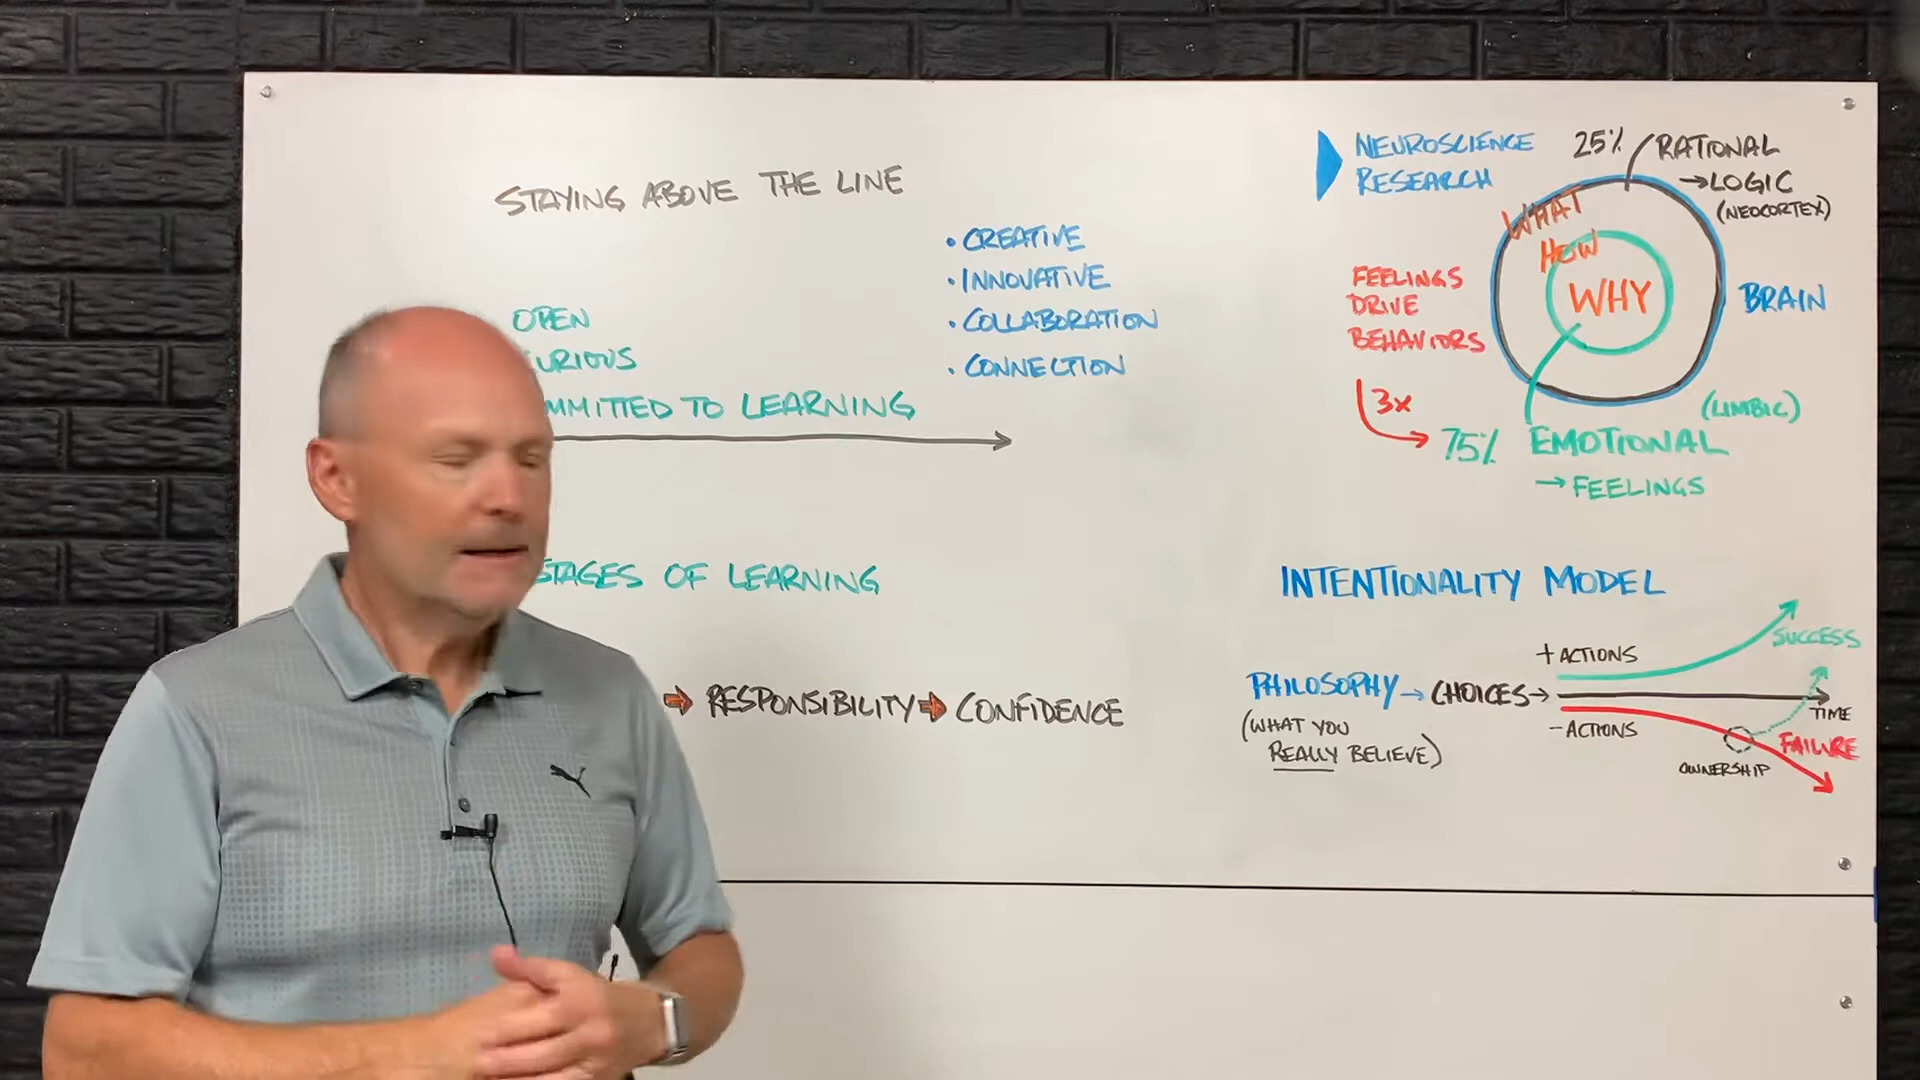 STAYING ABOVE THE LINE
OPEN
CURIOUS
COMMITTED TO LEARNING
• CREATIVE
• INNOVATIVE
• COLLABORATION
• CONNECTION
STAGES OF LEARNING
RESPONSIBILITY → CONFIDENCE
NEUROSCIENCE
RESEARCH
25% RATIONAL
→ LOGIC
(NEOCORTEX)
WHAT
HOW
WHY
BRAIN
FEELINGS
DRIVE
BEHAVIORS
3x
(LIMBIC)
75% EMOTIONAL
→ FEELINGS
INTENTIONALITY MODEL
PHILOSOPHY → CHOICES →
(WHAT YOU
REALLY BELIEVE)
+ ACTIONS
SUCCESS
TIME
- ACTIONS
FAILURE
OWNERSHIP